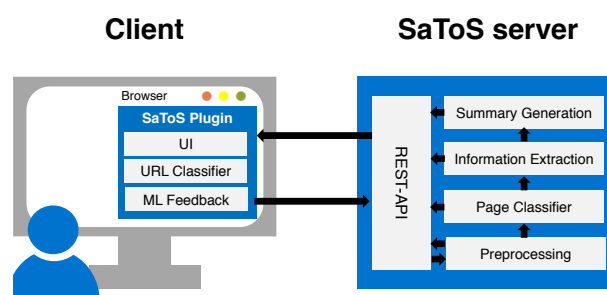 Client
SaToS server
Browser
SaToS Plugin
UI
URL Classifier
ML Feedback
REST-API
Summary Generation
Information Extraction
Page Classifier
Preprocessing